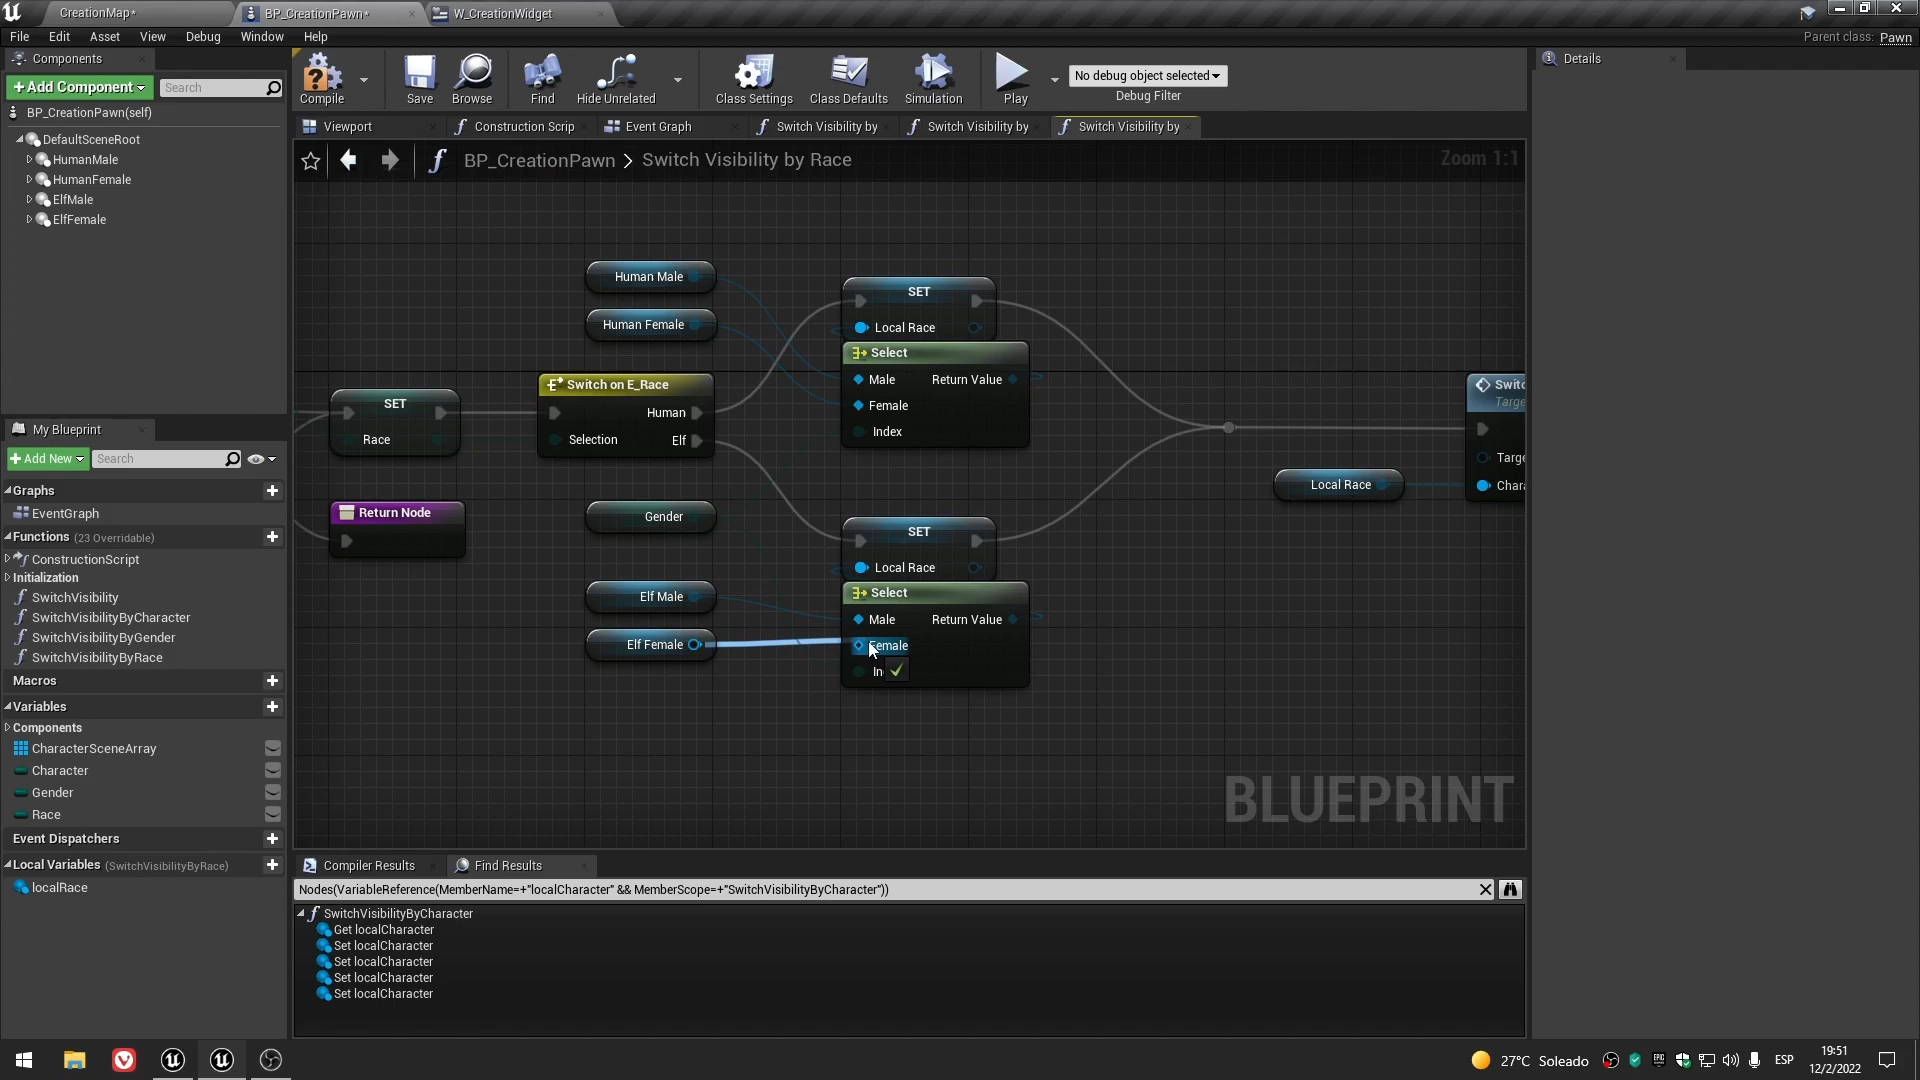 CreationMap*
BP_CreationPawn*
W_CreationWidget
File Edit Asset View Debug Window Help
Parent class: Pawn
Components
+Add Component
Search
BP_CreationPawn(self)
DefaultSceneRoot
HumanMale
HumanFemale
ElfMale
ElfFemale
Compile
Save
Browse
Find
Hide Unrelated
Class Settings
Class Defaults
Simulation
Play
No debug object selected
Debug Filter
Details
Viewport
Construction Scrip
Event Graph
Switch Visibility by
Switch Visibility by
Switch Visibility by
BP_CreationPawn > Switch Visibility by Race
Zoom 1:1
Human Male
Human Female
SET
Local Race
Select
Male Return Value
Female
Index
SET
Race
Switch on E_Race
Human
Selection Elf
Return Node
Gender
SET
Local Race
Select
Male Return Value
Female
In
Elf Male
Elf Female
Local Race
Switc
Targe
Targe
Chara
BLUEPRINT
My Blueprint
+Add New
Search
Graphs
EventGraph
Functions (23 Overridable)
ConstructionScript
Initialization
SwitchVisibility
SwitchVisibilityByCharacter
SwitchVisibilityByGender
SwitchVisibilityByRace
Macros
Variables
Components
CharacterSceneArray
Character
Gender
Race
Event Dispatchers
Local Variables (SwitchVisibilityByRace)
localRace
Compiler Results
Find Results
Nodes(VariableReference(MemberName=+"localCharacter" && MemberScope=+"SwitchVisibilityByCharacter"))
SwitchVisibilityByCharacter
Get localCharacter
Set localCharacter
Set localCharacter
Set localCharacter
Set localCharacter
27°C Soleado
ESP
19:51
12/2/2022